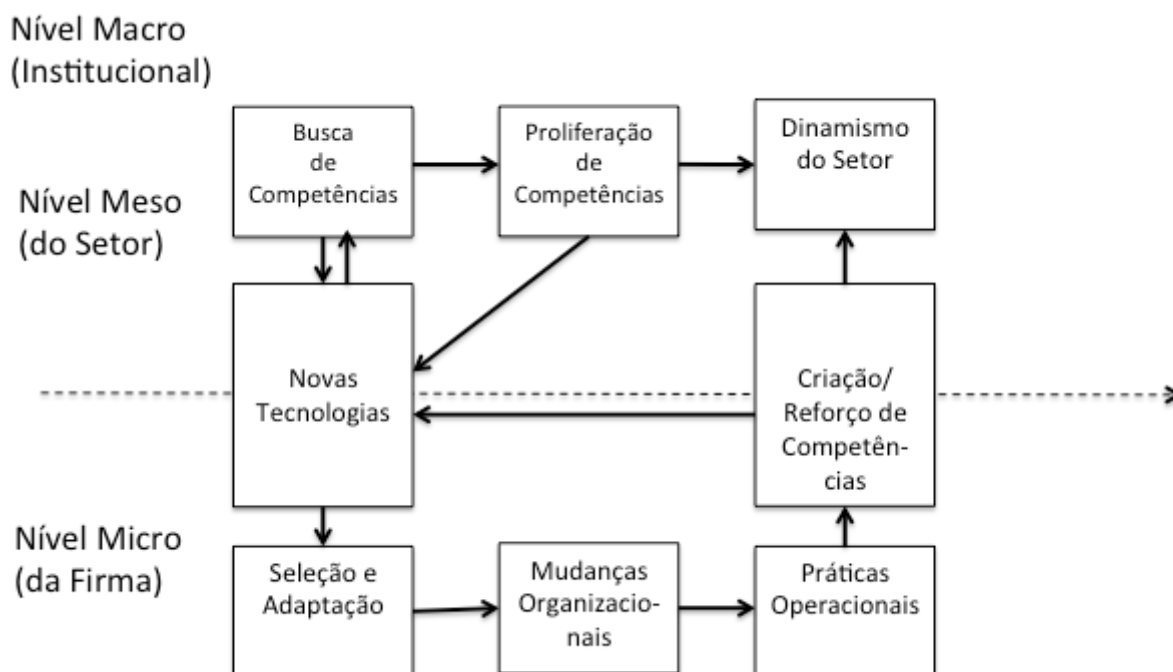 Nível Macro
(Institucional)
Busca
de
Competências
Proliferação
de
Competências
Dinamismo
do Setor
Nível Meso
(do Setor)
Novas
Tecnologias
Criação/
Reforço de
Competên-
cias
Nível Micro
(da Firma)
Seleção e
Adaptação
Mudanças
Organizacio-
nais
Práticas
Operacionais